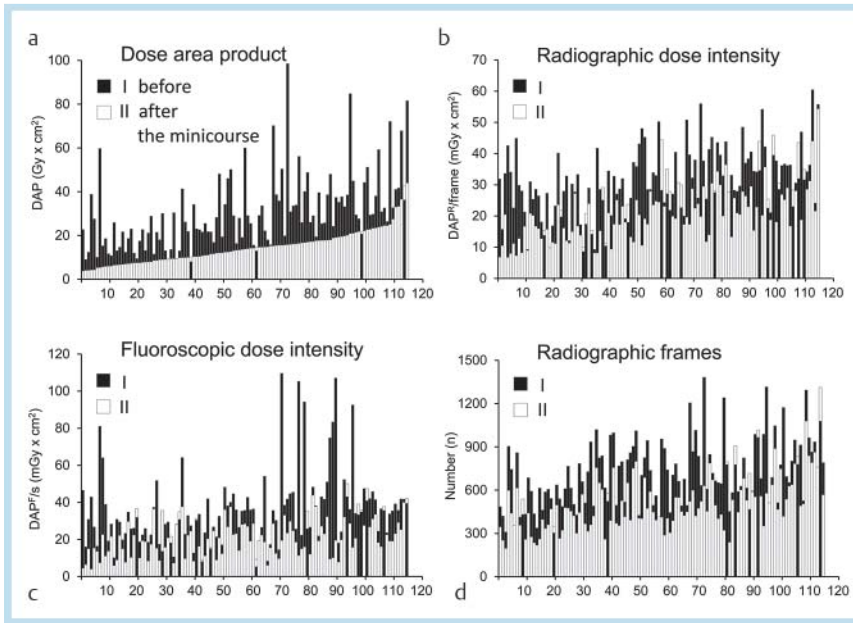 a
Dose area product
I before
II after
the minicourse
DAP (Gy x cm²)
100
80
60
40
20
0
10 20 30 40 50 60 70 80 90 100 110 120
b
Radiographic dose intensity
I
II
DAPᴿ/frame (mGy x cm²)
70
60
50
40
30
20
10
0
10 20 30 40 50 60 70 80 90 100 110 120
Fluoroscopic dose intensity
I
II
DAPᶠ/s (mGy x cm²)
120
100
80
60
40
20
0
10 20 30 40 50 60 70 80 90 100 110 120
c
Radiographic frames
I
II
Number (n)
1500
1200
900
600
300
0
10 20 30 40 50 60 70 80 90 100 110 120
d